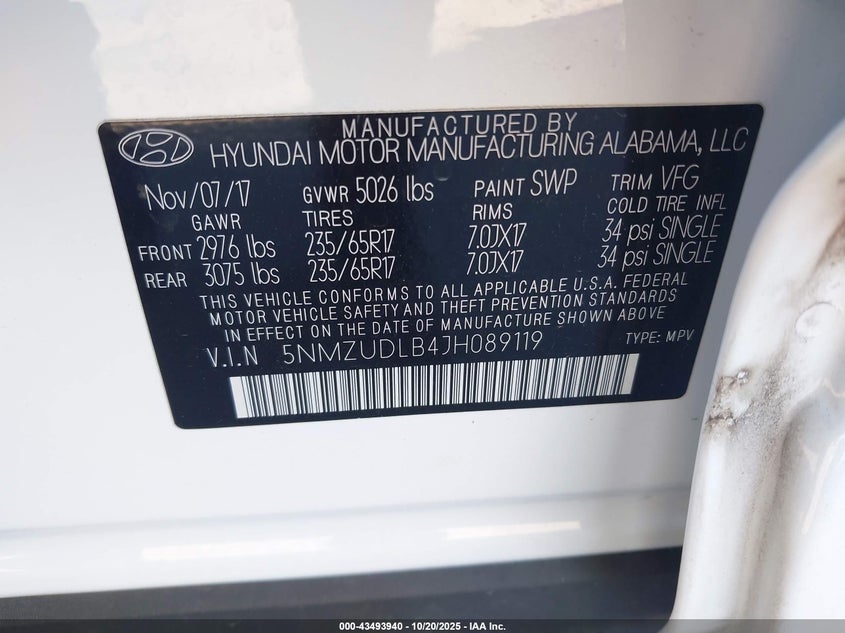 MANUFACTURED BY
HYUNDAI MOTOR MANUFACTURING ALABAMA, LLC
Nov/07/17 GVWR 5026 lbs PAINT SWP TRIM VFG
GAWR TIRES RIMS COLD TIRE INFL
FRONT 2976 lbs 235/65R17 7.0JX17 34 psi SINGLE
REAR 3075 lbs 235/65R17 7.0JX17 34 psi SINGLE
THIS VEHICLE CONFORMS TO ALL APPLICABLE U.S.A. FEDERAL
MOTOR VEHICLE SAFETY AND THEFT PREVENTION STANDARDS
IN EFFECT ON THE DATE OF MANUFACTURE SHOWN ABOVE
V.I.N 5NMZUDLB4JH089119 TYPE: MPV
000-43493940 - 10/20/2025 - IAA Inc.